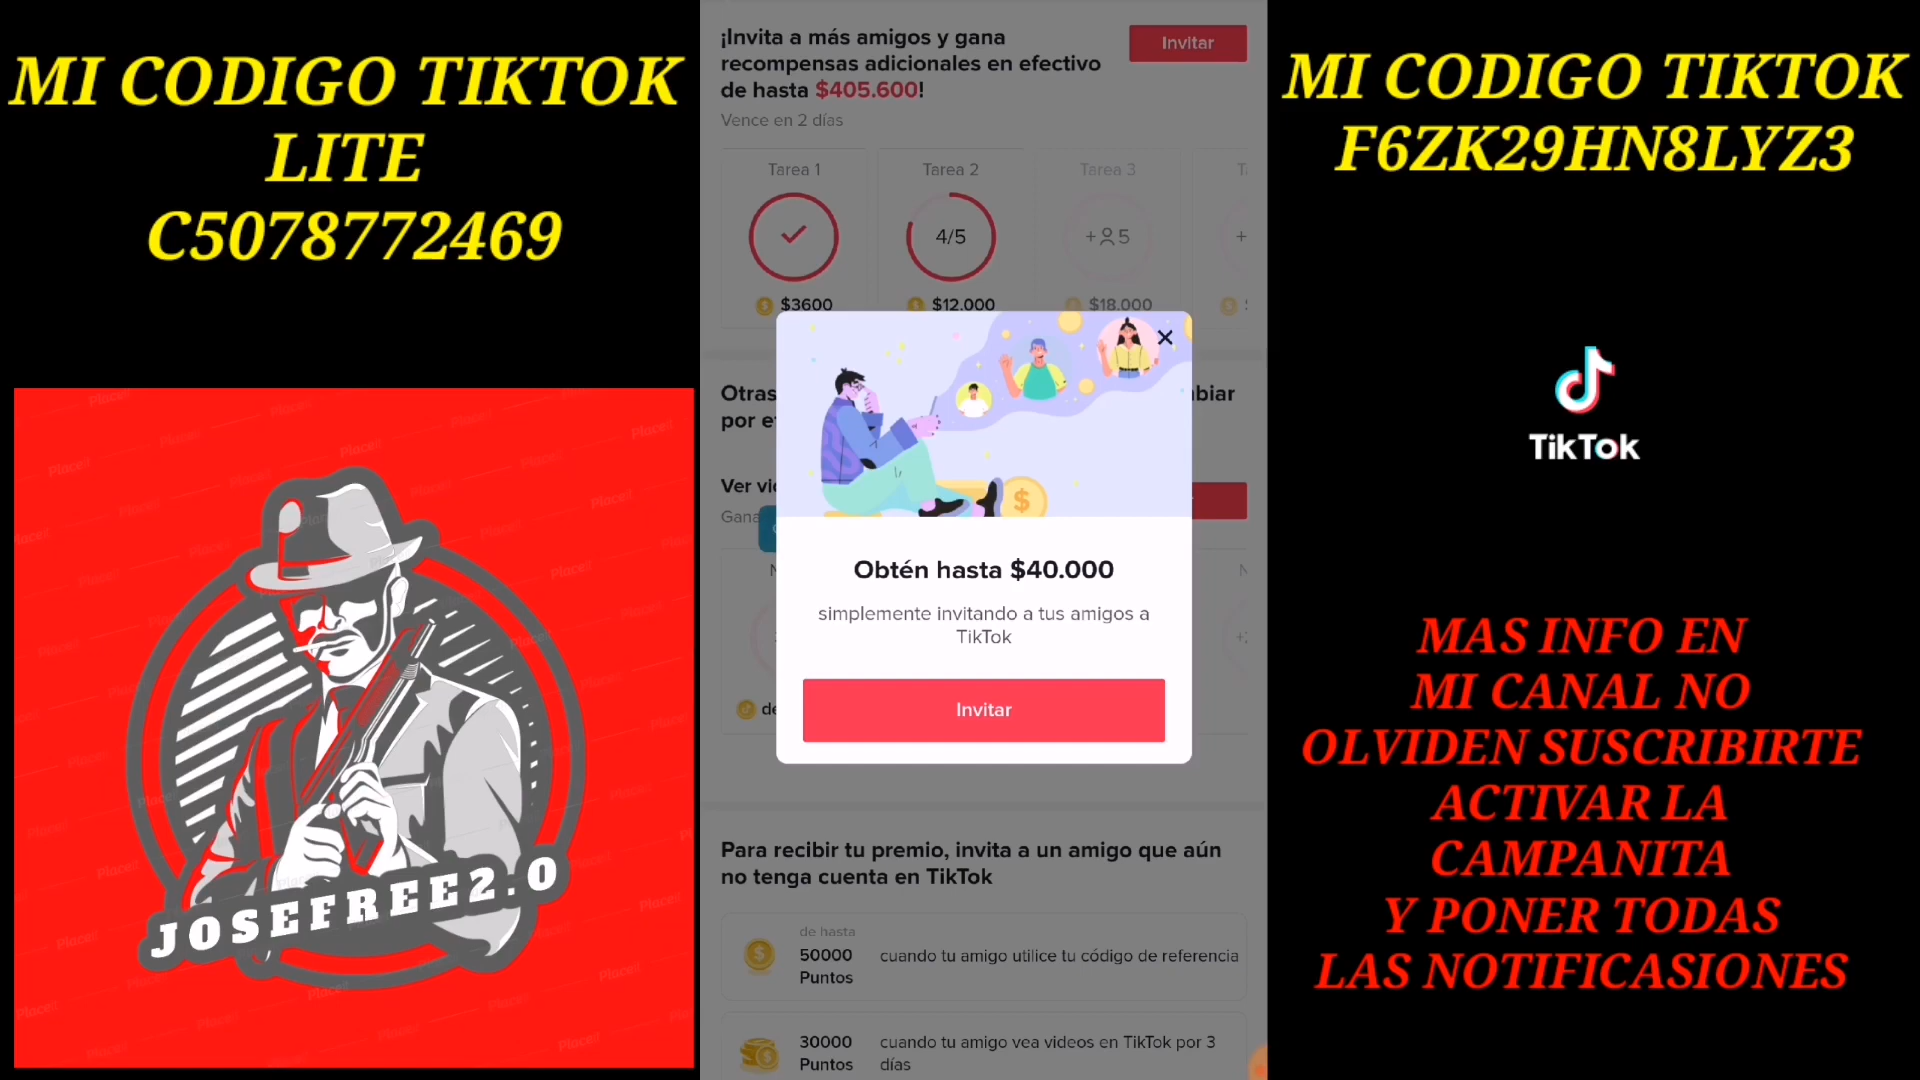 MI CODIGO TIKTOK
LITE
C5078772469
JOSEFREE2.0
¡Invita a más amigos y gana
recompensas adicionales en efectivo
de hasta $405.600!
Invitar
Vence en 2 días
Tarea 1
Tarea 2
Tarea 3
4/5
+5
+
$3600
$12.000
$18.000
Otras
biar
por e
Ver vi
Gana
Obtén hasta $40.000
simplemente invitando a tus amigos a
TikTok
Invitar
de
Para recibir tu premio, invita a un amigo que aún
no tenga cuenta en TikTok
de hasta
50000
Puntos
cuando tu amigo utilice tu código de referencia
30000
Puntos
cuando tu amigo vea videos en TikTok por 3
días
MI CODIGO TIKTOK
F6ZK29HN8LYZ3
TikTok
MAS INFO EN
MI CANAL NO
OLVIDEN SUSCRIBIRTE
ACTIVAR LA
CAMPANITA
Y PONER TODAS
LAS NOTIFICASIONES